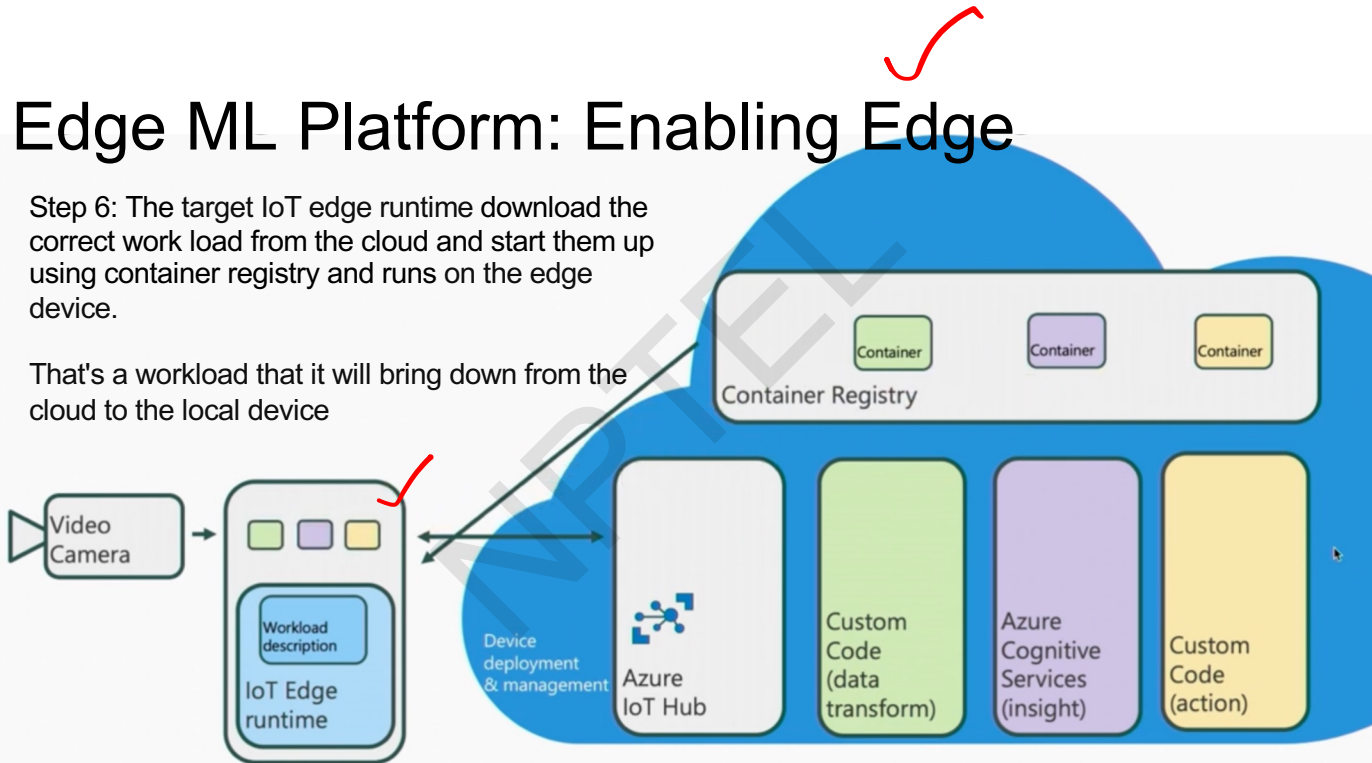 Edge ML Platform: Enabling Edge
Step 6: The target IoT edge runtime download the
correct work load from the cloud and start them up
using container registry and runs on the edge
device.
That's a workload that it will bring down from the
cloud to the local device
Container
Container
Container
Container Registry
Video
Camera
Workload
description
IoT Edge
runtime
Device
deployment
& management
Azure
IoT Hub
Custom
Code
(data
transform)
Azure
Cognitive
Services
(insight)
Custom
Code
(action)
NPTEL